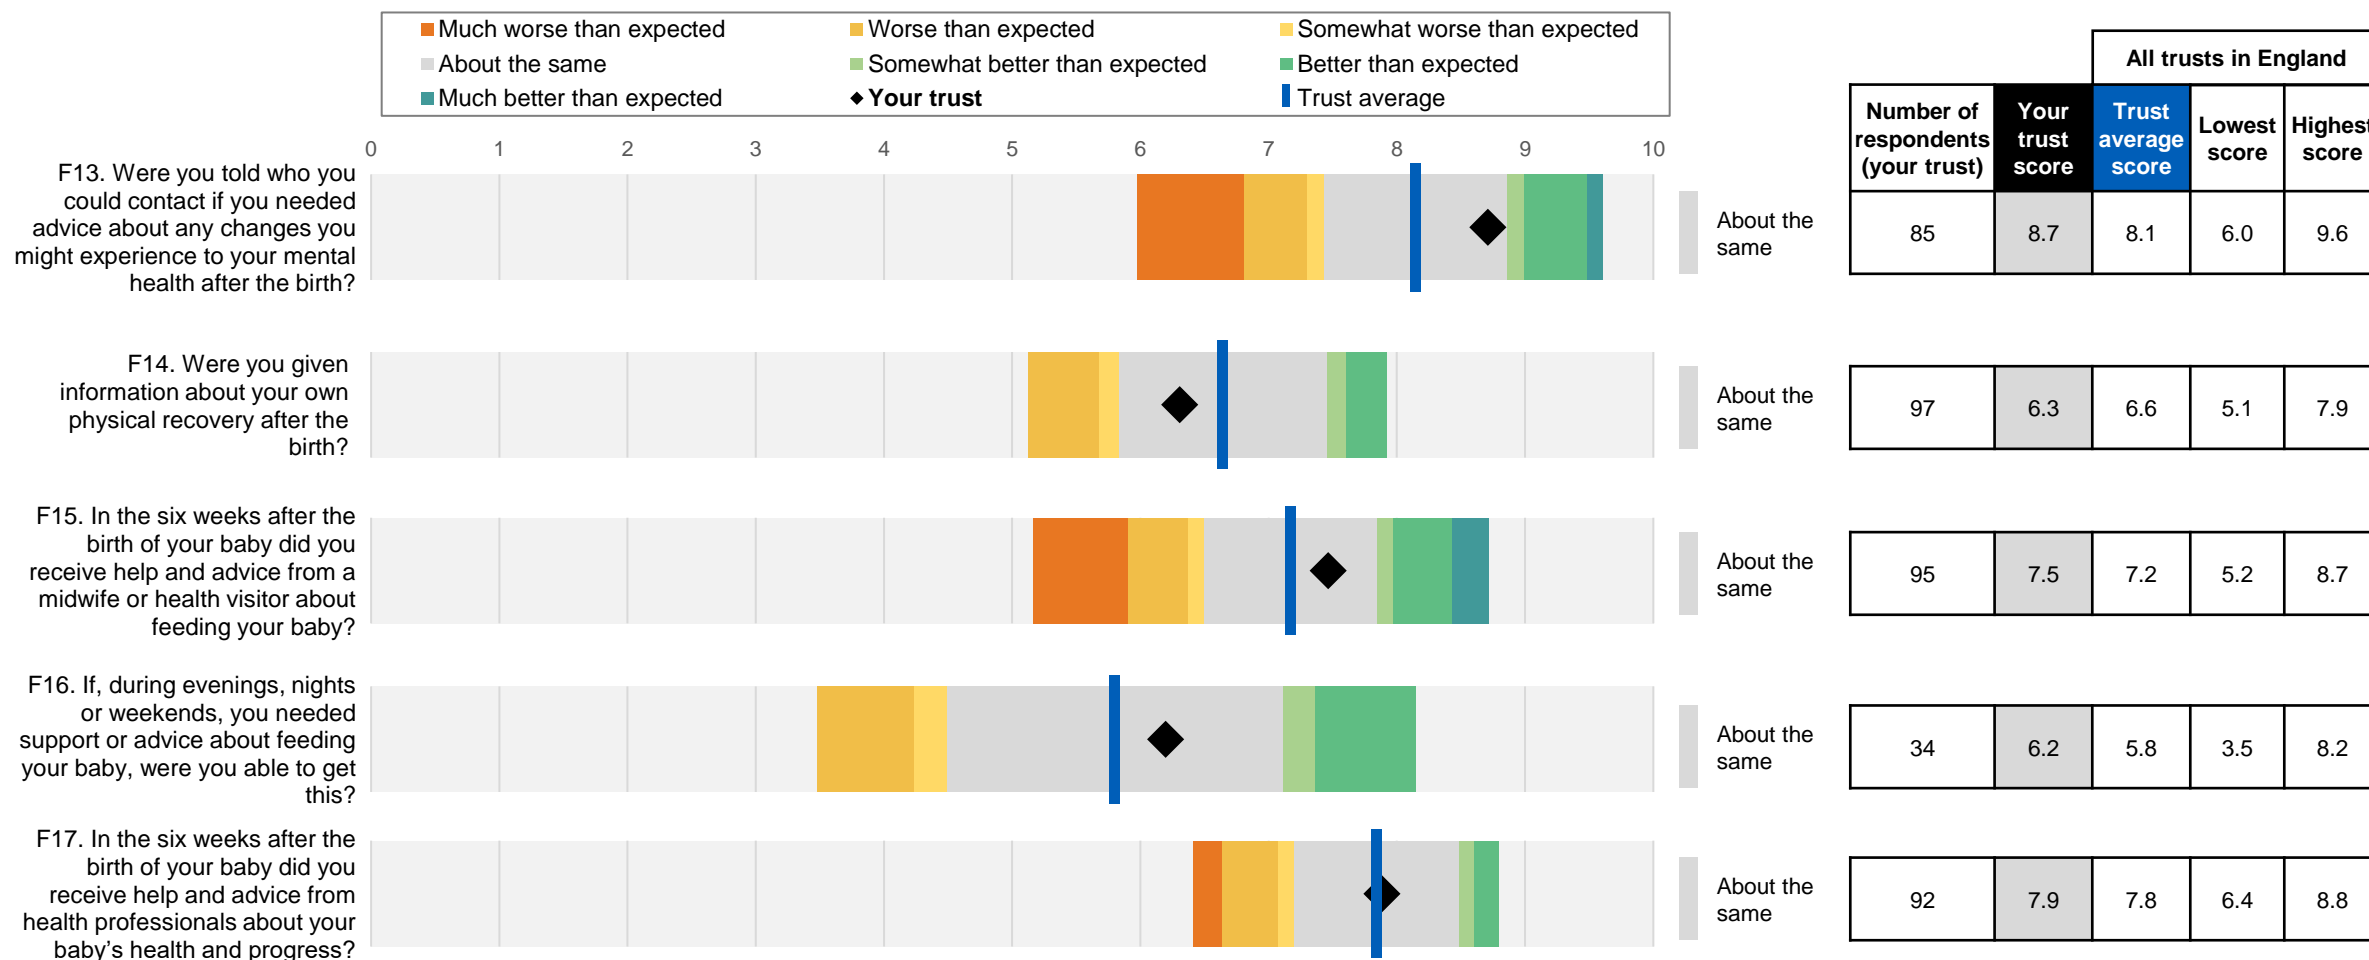 Much worse than expected
Worse than expected
Somewhat worse than expected
About the same
Somewhat better than expected
Better than expected
Much better than expected
Your trust
Trust average
All trusts in England
Number of respondents (your trust)
Your trust score
Trust average score
Lowest score
Highest score
0 1 2 3 4 5 6 7 8 9 10
F13. Were you told who you
could contact if you needed
advice about any changes you
might experience to your mental
health after the birth?
About the
same
85 8.7 8.1 6.0 9.6
F14. Were you given
information about your own
physical recovery after the
birth?
About the
same
97 6.3 6.6 5.1 7.9
F15. In the six weeks after the
birth of your baby did you
receive help and advice from a
midwife or health visitor about
feeding your baby?
About the
same
95 7.5 7.2 5.2 8.7
F16. If, during evenings, nights
or weekends, you needed
support or advice about feeding
your baby, were you able to get
this?
About the
same
34 6.2 5.8 3.5 8.2
F17. In the six weeks after the
birth of your baby did you
receive help and advice from
health professionals about your
baby's health and progress?
About the
same
92 7.9 7.8 6.4 8.8